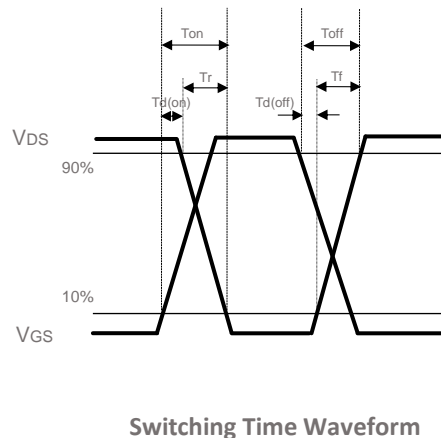 Ton
Toff
Tr
Tf
Td(on)
Td(off)
VDS
90%
10%
VGS
Switching Time Waveform